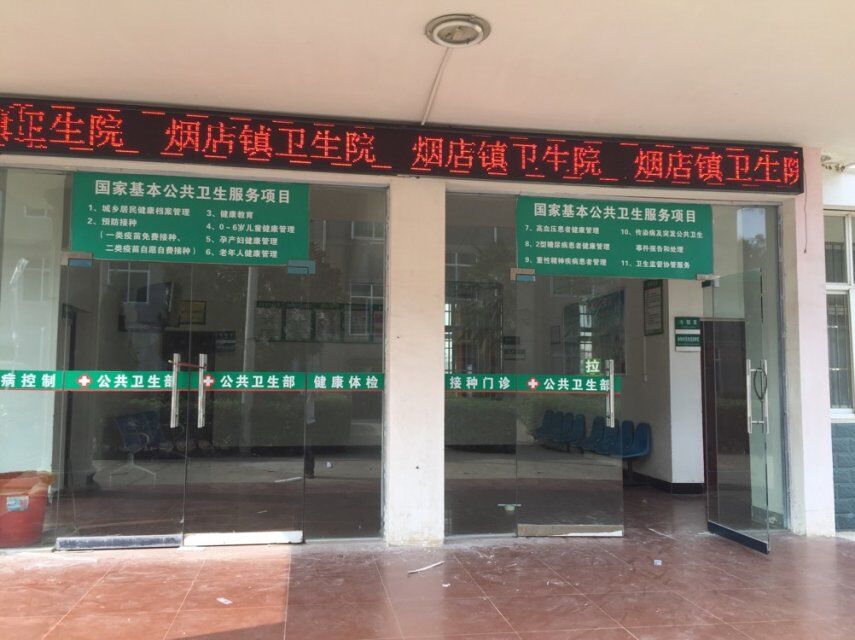 镇卫生院 烟店镇卫生院 烟店镇卫生院 烟店镇卫生院
国家基本公共卫生服务项目
1、城乡居民健康档案管理
2、预防接种
(一类疫苗免费接种、
二类疫苗自愿自费接种)
3、健康教育
4、0~6岁儿童健康管理
5、孕产妇健康管理
6、老年人健康管理
国家基本公共卫生服务项目
7、高血压患者健康管理
8、2型糖尿病患者健康管理
9、重性精神疾病患者管理
10、传染病及突发公共卫生
事件报告和处理
11、卫生监督协管服务
拉
病控制 公共卫生部 公共卫生部 健康体检
接种门诊 公共卫生部